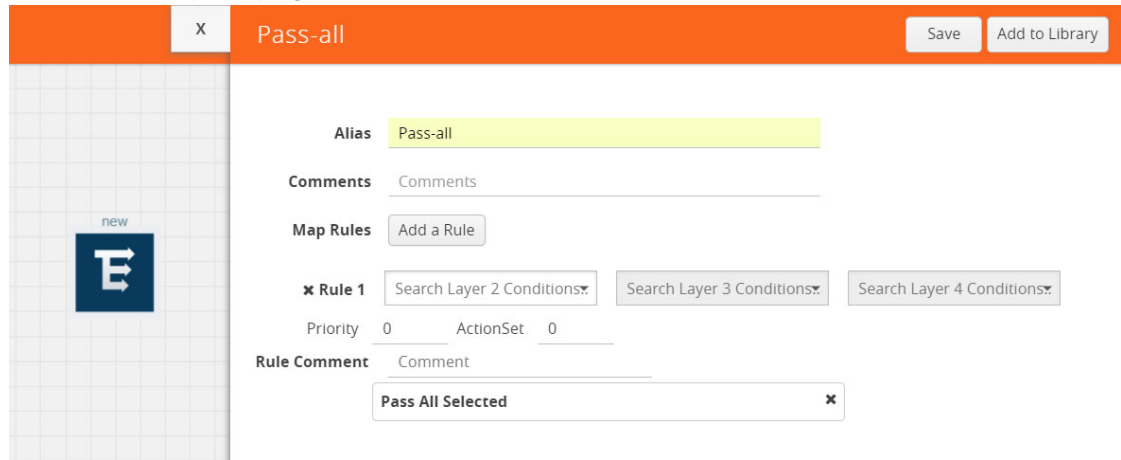 X
Pass-all
Save
Add to Library
Alias
Pass-all
Comments
Comments
new
Map Rules
Add a Rule
✖ Rule 1
Search Layer 2 Conditions..
Search Layer 3 Conditions..
Search Layer 4 Conditions..
Priority 0 ActionSet 0
Rule Comment
Comment
Pass All Selected ✖